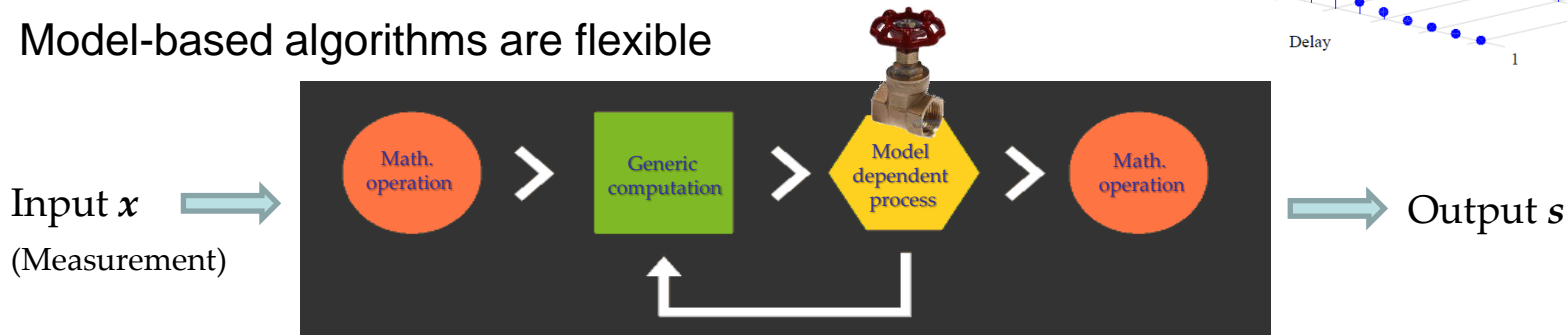 Model-based algorithms are flexible
Delay
1
Math.
operation
Generic
computation
Model
dependent
process
Math.
operation
Input x
(Measurement)
Output s